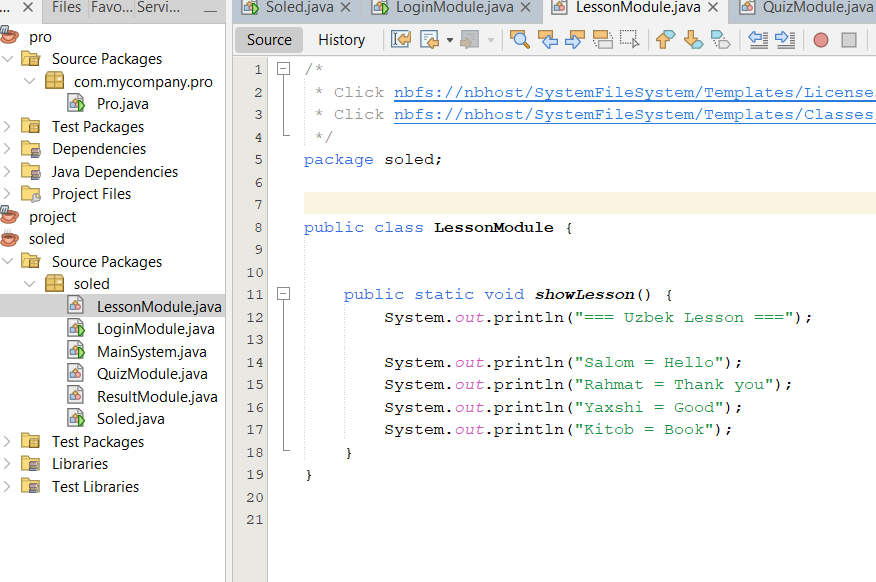 ... Files Favo... Servi...
pro
Source Packages
com.mycompany.pro
Pro.java
Test Packages
Dependencies
Java Dependencies
Project Files
project
soled
Source Packages
soled
LessonModule.java
LoginModule.java
MainSystem.java
QuizModule.java
ResultModule.java
Soled.java
Test Packages
Libraries
Test Libraries
Soled.java LoginModule.java LessonModule.java QuizModule.java
Source History
1 /*
2 * Click nbfs://nbhost/SystemFileSystem/Templates/License
3 * Click nbfs://nbhost/SystemFileSystem/Templates/Classes
4 */
5 package soled;
6
7
8 public class LessonModule {
9
10
11 public static void showLesson() {
12 System.out.println("=== Uzbek Lesson ===");
13
14 System.out.println("Salom = Hello");
15 System.out.println("Rahmat = Thank you");
16 System.out.println("Yaxshi = Good");
17 System.out.println("Kitob = Book");
18 }
19 }
20
21